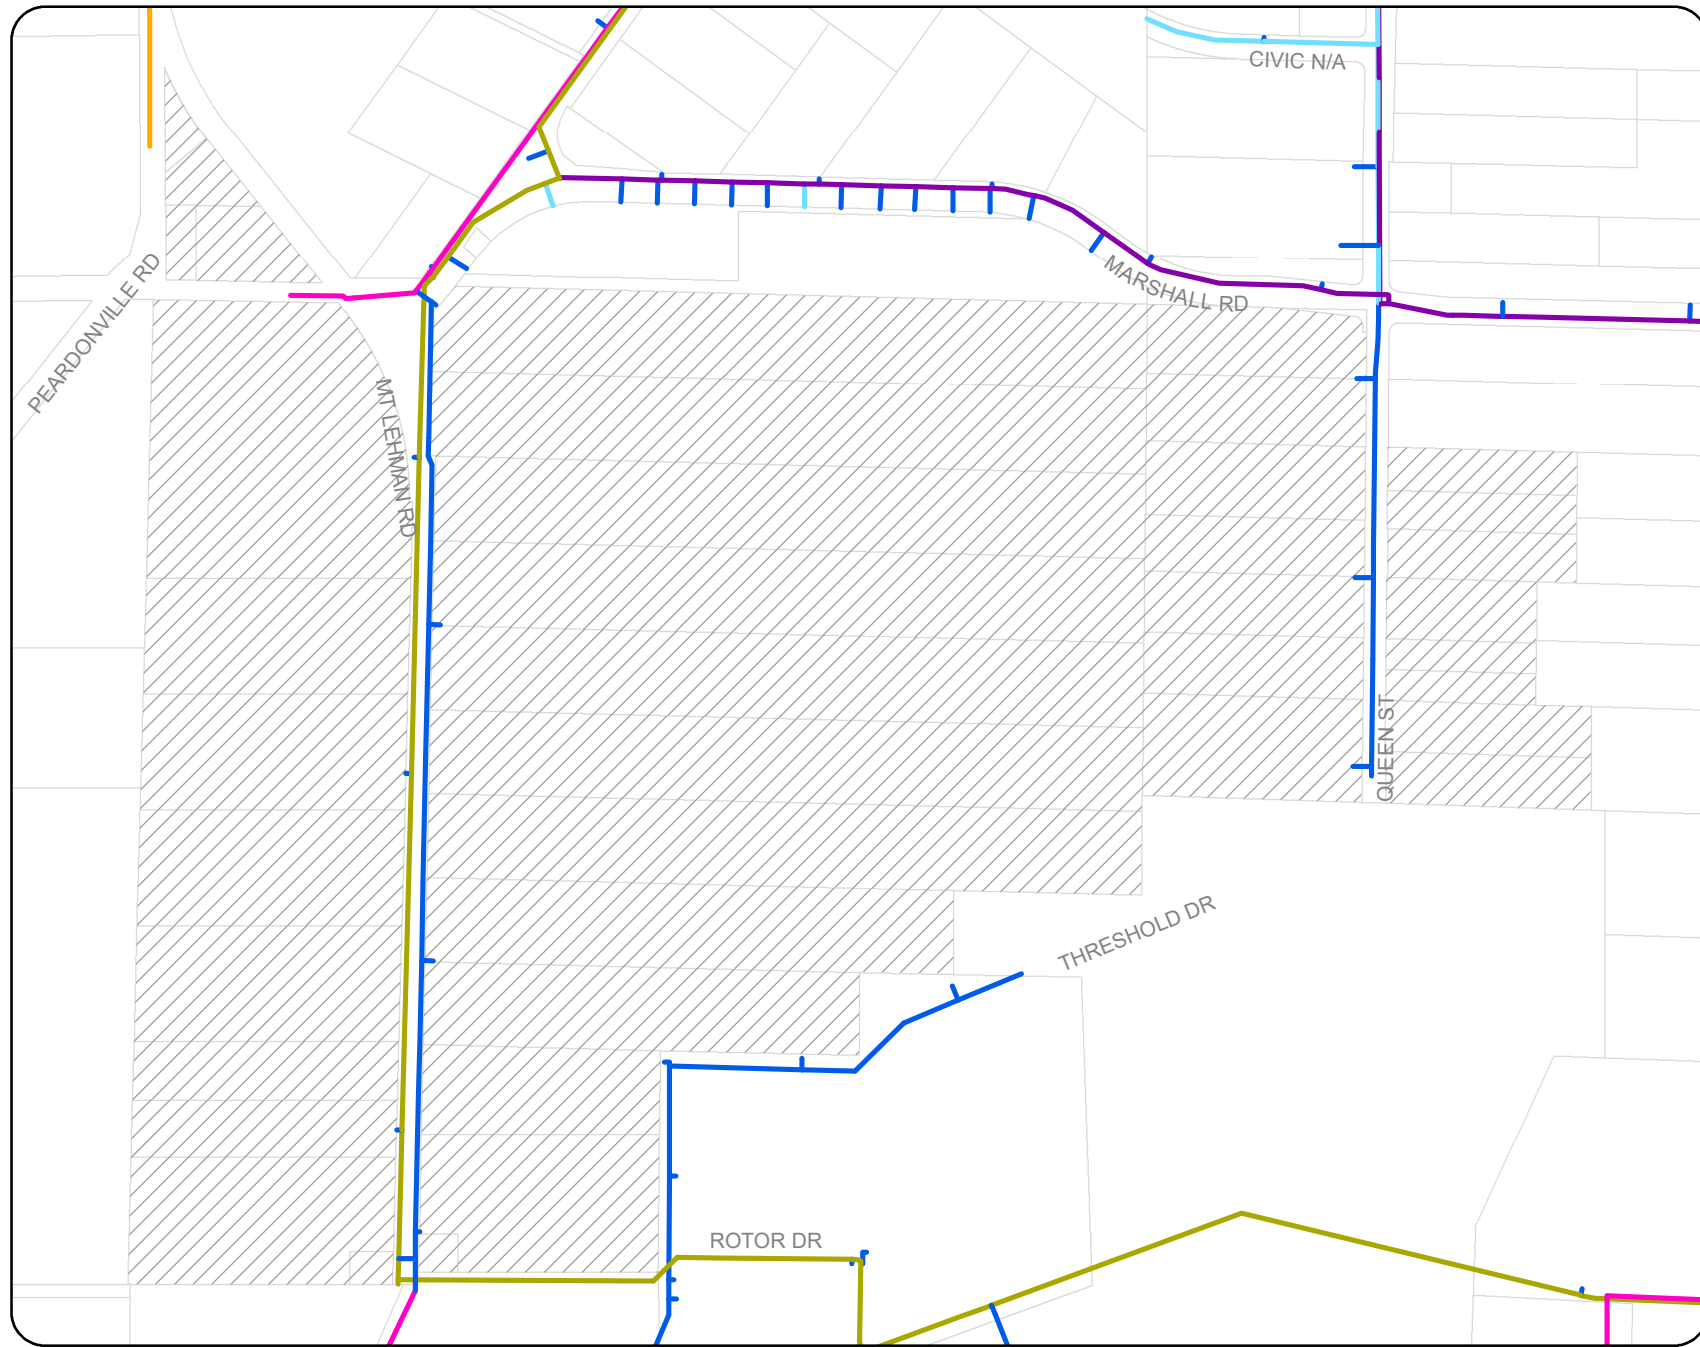 CIVIC N/A
PEARDONVILLE RD
MARSHALL RD
MT LEHMAN RD
QUEEN ST
THRESHOLD DR
ROTOR DR